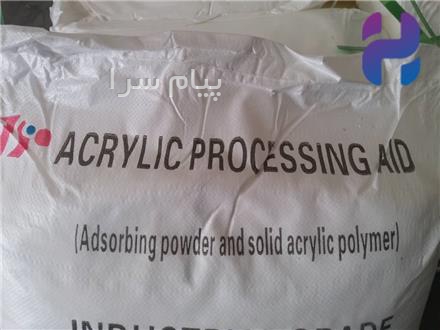 پیام سرا
ACRYLIC PROCESSING AID
(Adsorbing powder and solid acrylic polymer)